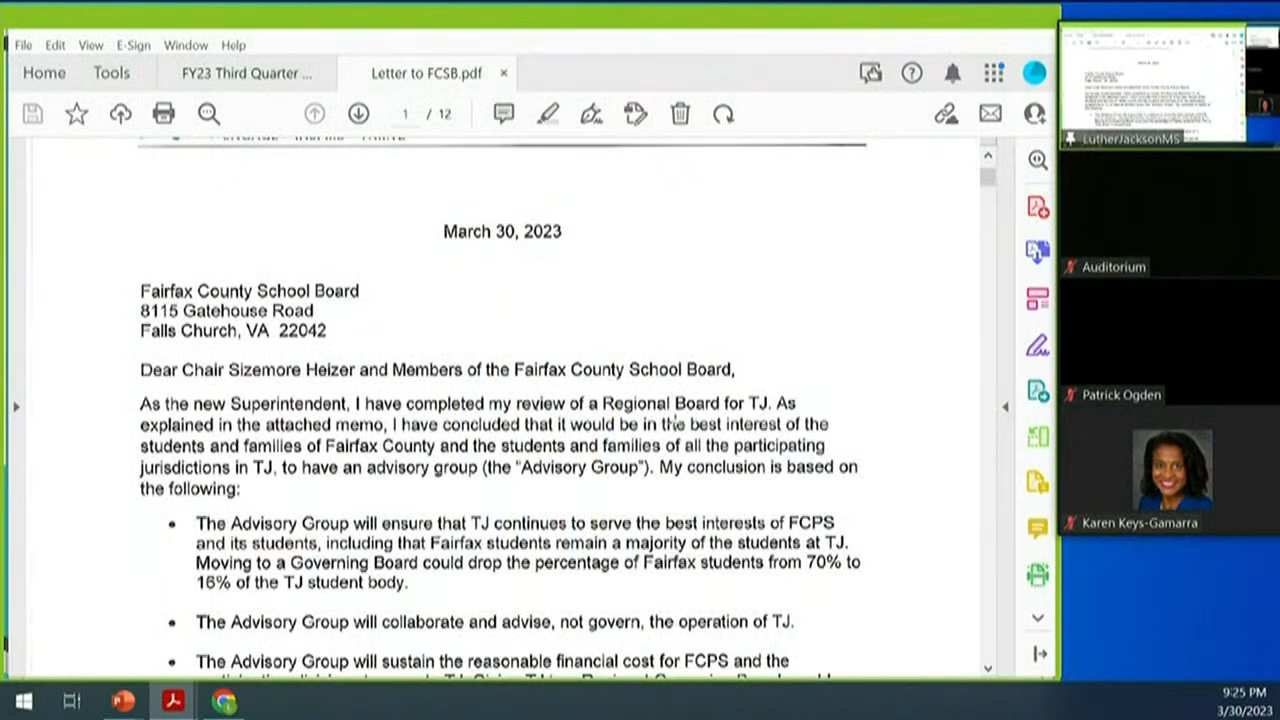 File Edit View E-Sign Window Help
Home Tools FY23 Third Quarter ... Letter to FCSB.pdf ×
/ 12
March 30, 2023
Fairfax County School Board
8115 Gatehouse Road
Falls Church, VA 22042
Dear Chair Sizemore Heizer and Members of the Fairfax County School Board,
As the new Superintendent, I have completed my review of a Regional Board for TJ. As
explained in the attached memo, I have concluded that it would be in the best interest of the
students and families of Fairfax County and the students and families of all the participating
jurisdictions in TJ, to have an advisory group (the "Advisory Group"). My conclusion is based on
the following:
• The Advisory Group will ensure that TJ continues to serve the best interests of FCPS
and its students, including that Fairfax students remain a majority of the students at TJ.
Moving to a Governing Board could drop the percentage of Fairfax students from 70% to
16% of the TJ student body.
• The Advisory Group will collaborate and advise, not govern, the operation of TJ.
• The Advisory Group will sustain the reasonable financial cost for FCPS and the
LutherJacksonMS
Auditorium
Patrick Ogden
Karen Keys-Gamarra
9:25 PM
3/30/2023